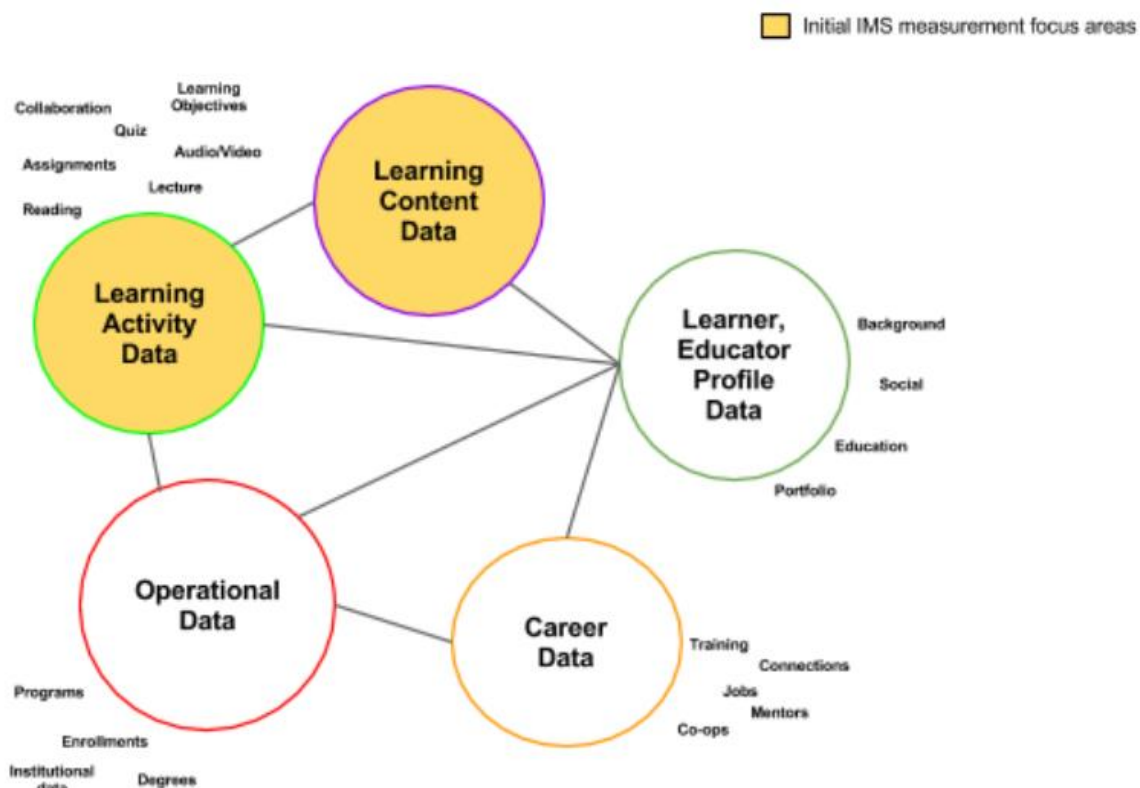 Initial IMS measurement focus areas
Learning
Objectives
Collaboration
Quiz
Audio/Video
Assignments
Lecture
Reading
Learning
Content
Data
Learning
Activity
Data
Learner,
Educator
Profile
Data
Background
Social
Education
Portfolio
Operational
Data
Career
Data
Training
Connections
Jobs
Mentors
Co-ops
Programs
Enrollments
Institutional
data
Degrees